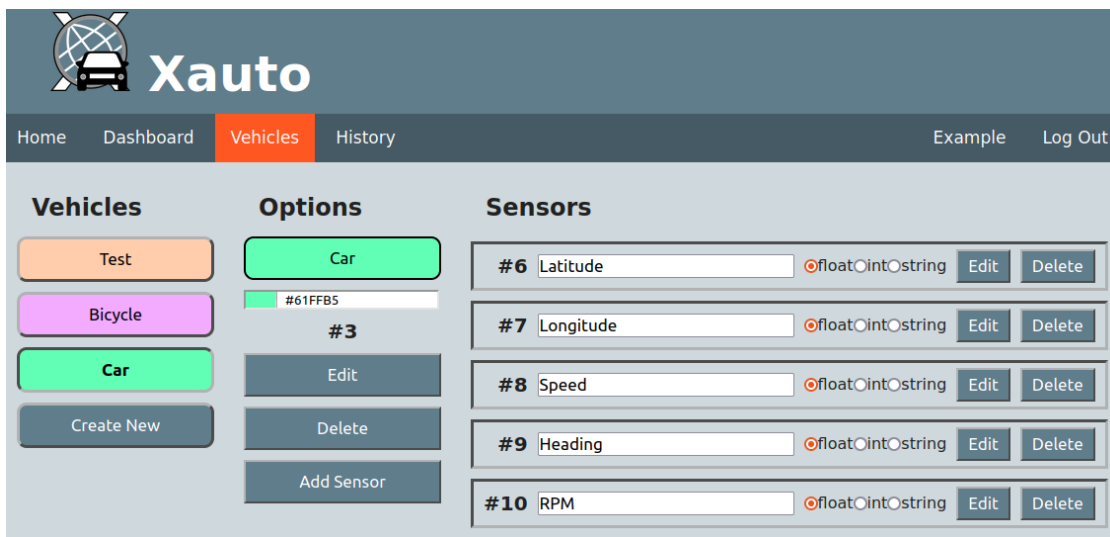 Xauto
Home Dashboard Vehicles History Example Log Out
Vehicles
Test
Bicycle
Car
Create New
Options
Car
#61FFB5
#3
Edit
Delete
Add Sensor
Sensors
#6 Latitude float int string Edit Delete
#7 Longitude float int string Edit Delete
#8 Speed float int string Edit Delete
#9 Heading float int string Edit Delete
#10 RPM float int string Edit Delete